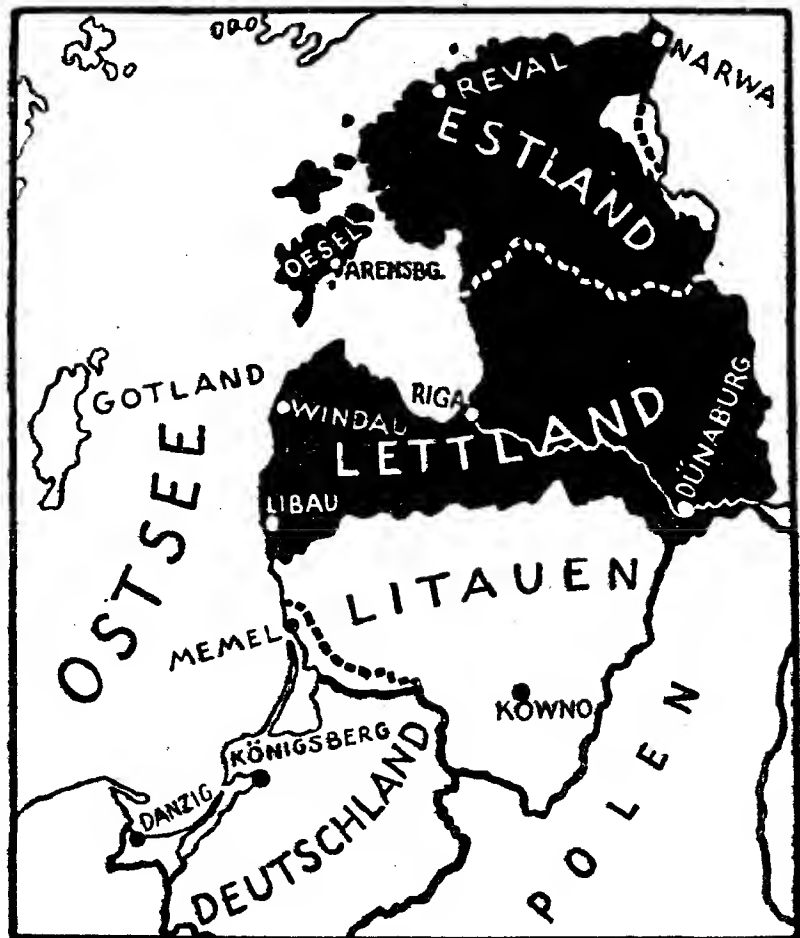 NARWA
REVAL
ESTLAND
OESEL
ARENSBG.
GOTLAND
RIGA
WINDAU
LETTLAND
DÜNABURG
LIBAU
OSTSEE
LITAUEN
MEMEL
KOWNO
KÖNIGSBERG
DANZIG
DEUTSCHLAND
POLEN